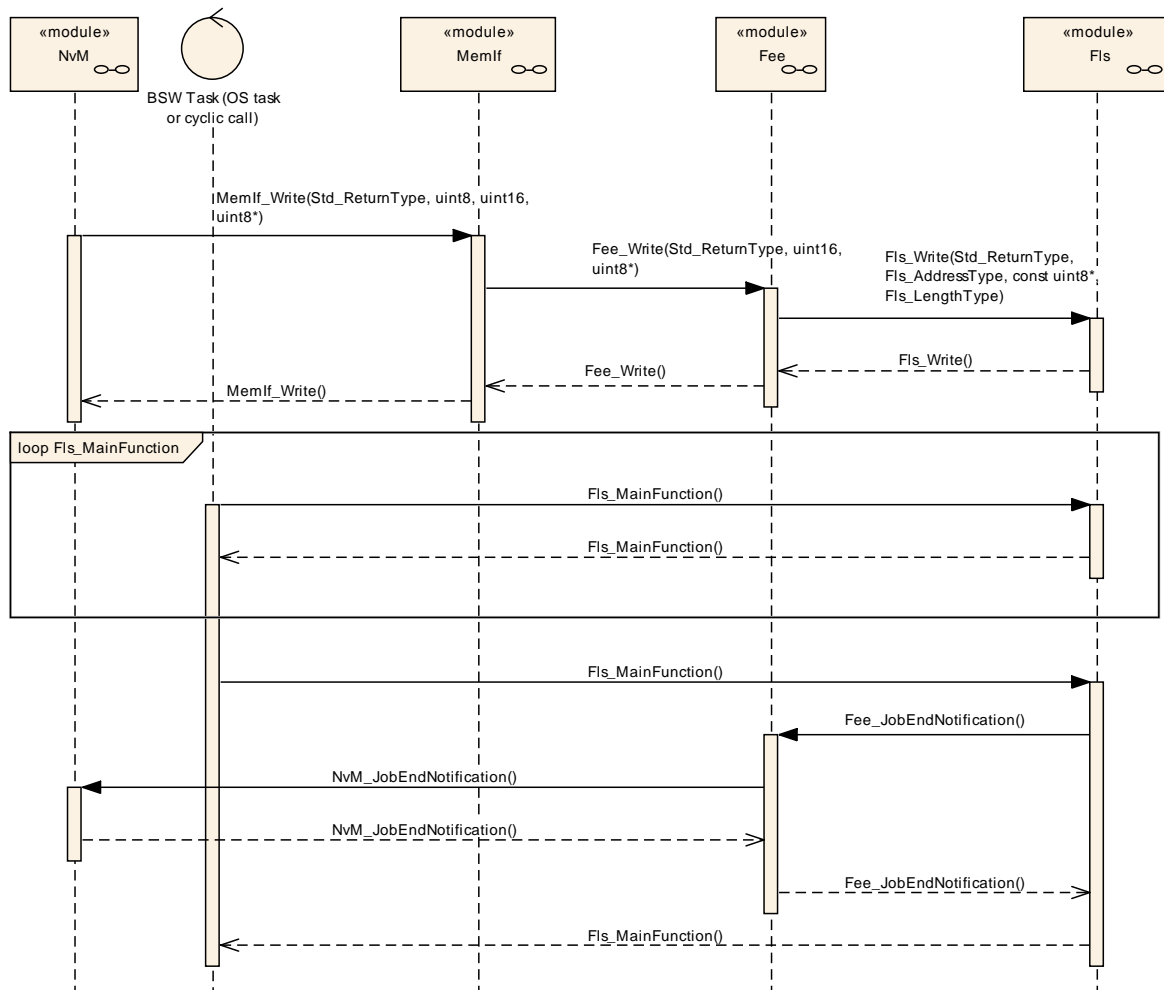 «module»
NvM
«module»
MemIf
«module»
Fee
«module»
Fls
BSW Task (OS task
or cyclic call)
MemIf_Write(Std_ReturnType, uint8, uint16,
uint8*)
Fee_Write(Std_ReturnType, uint16,
uint8*)
Fls_Write(Std_ReturnType,
Fls_AddressType, const uint8*,
Fls_LengthType)
Fls_Write()
Fee_Write()
MemIf_Write()
loop Fls_MainFunction
Fls_MainFunction()
Fls_MainFunction()
Fls_MainFunction()
Fee_JobEndNotification()
NvM_JobEndNotification()
NvM_JobEndNotification()
Fee_JobEndNotification()
Fls_MainFunction()